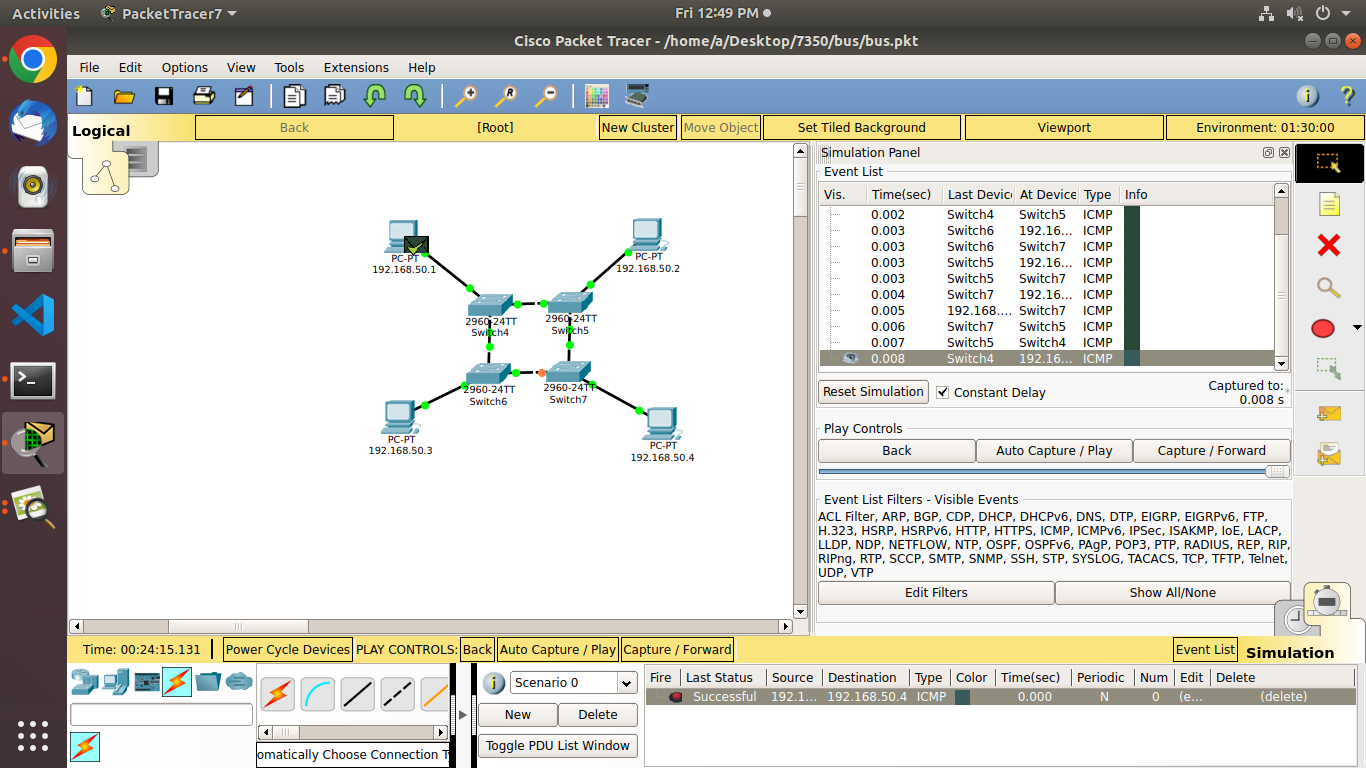 Activities PacketTracer7 Fri 12:49 PM
Cisco Packet Tracer - /home/a/Desktop/7350/bus/bus.pkt
File Edit Options View Tools Extensions Help
Logical Back [Root] New Cluster Move Object Set Tiled Background Viewport Environment: 01:30:00
PC-PT
192.168.50.1
PC-PT
192.168.50.2
2960-24TT
Switch4
2960-24TT
Switch5
2960-24TT
Switch6
2960-24TT
Switch7
PC-PT
192.168.50.3
PC-PT
192.168.50.4
Simulation Panel
Event List
Vis. Time(sec) Last Devic At Device Type Info
0.002 Switch4 Switch5 ICMP
0.003 Switch6 192.16... ICMP
0.003 Switch6 Switch7 ICMP
0.003 Switch5 192.16... ICMP
0.003 Switch5 Switch7 ICMP
0.004 Switch7 192.16... ICMP
0.005 192.168.... Switch7 ICMP
0.006 Switch7 Switch5 ICMP
0.007 Switch5 Switch4 ICMP
0.008 Switch4 192.16... ICMP
Reset Simulation Constant Delay Captured to:
0.008 s
Play Controls
Back Auto Capture / Play Capture / Forward
Event List Filters - Visible Events
ACL Filter, ARP, BGP, CDP, DHCP, DHCPv6, DNS, DTP, EIGRP, EIGRPv6, FTP,
H.323, HSRP, HSRPv6, HTTP, HTTPS, ICMP, ICMPv6, IPSec, ISAKMP, IoE, LACP,
LLDP, NDP, NETFLOW, NTP, OSPF, OSPFv6, PAgP, POP3, PTP, RADIUS, REP, RIP,
RIPng, RTP, SCCP, SMTP, SNMP, SSH, STP, SYSLOG, TACACS, TCP, TFTP, Telnet,
UDP, VTP
Edit Filters Show All/None
Time: 00:24:15.131 Power Cycle Devices PLAY CONTROLS: Back Auto Capture / Play Capture / Forward Event List Simulation
Scenario 0
New Delete
Toggle PDU List Window
omatically Choose Connection T
Fire Last Status Source Destination Type Color Time(sec) Periodic Num Edit Delete
Successful 192.1... 192.168.50.4 ICMP 0.000 N 0 (e... (delete)